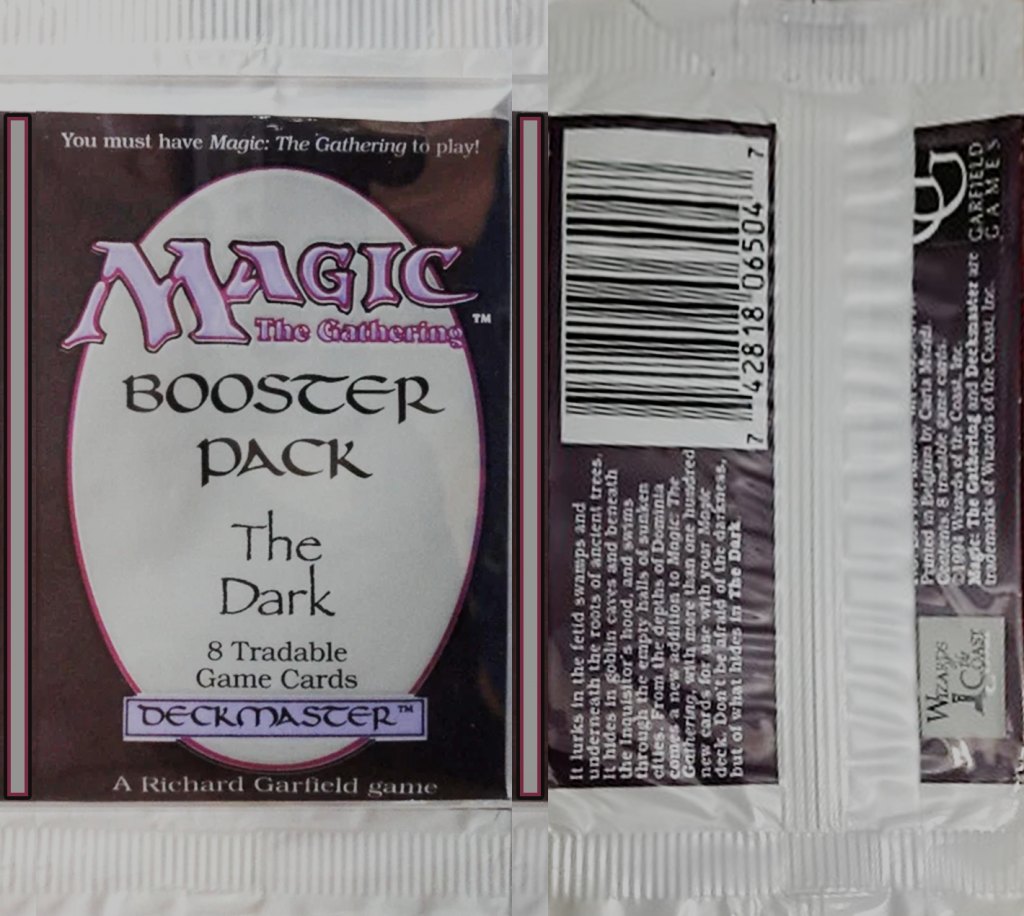 You must have Magic: The Gathering to play!
MAGIC
The Gathering™
BOOSTER
PACK
The
Dark
8 Tradable
Game Cards
DECKMASTER™
A Richard Garfield game
7 42818 06504 7
It lurks in the fetid swamps and
underneath the roots of ancient trees.
It hides in goblin caves and beneath
the Inquisitor's hood, and swims
through the empty halls of sunken
cities. From the depths of Dominia
comes a new addition to Magic: The
Gathering, with more than one hundred
new cards for use with your Magic
deck. Don't be afraid of the darkness,
but of what hides in The Dark
GARFIELD
GAMES
Printed in Belgium by Carta Mundi.
Contents: 8 tradable game cards.
©1994 Wizards of the Coast, Inc.
Magic: The Gathering and Deckmaster are
trademarks of Wizards of the Coast, Inc.
WIZARDS
of the
COAST